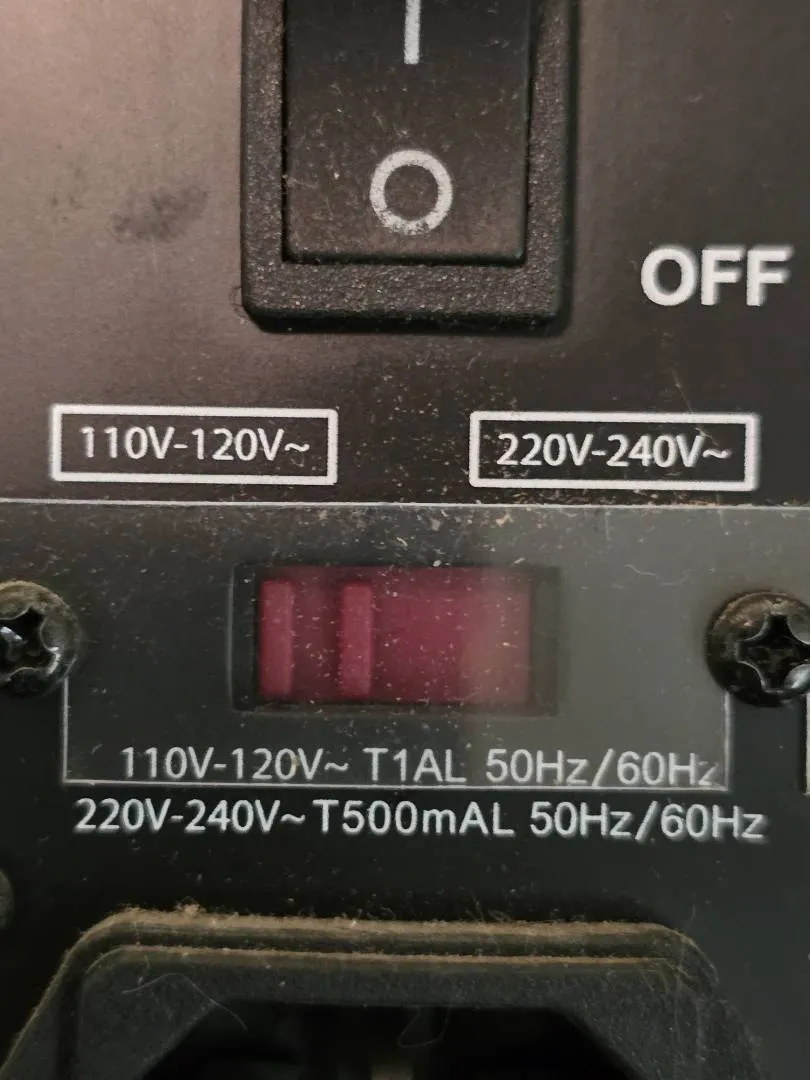 I
O
OFF
110V-120V~ 220V-240V~
110V-120V~ T1AL 50Hz/60Hz
220V-240V~T500mAL 50Hz/60Hz